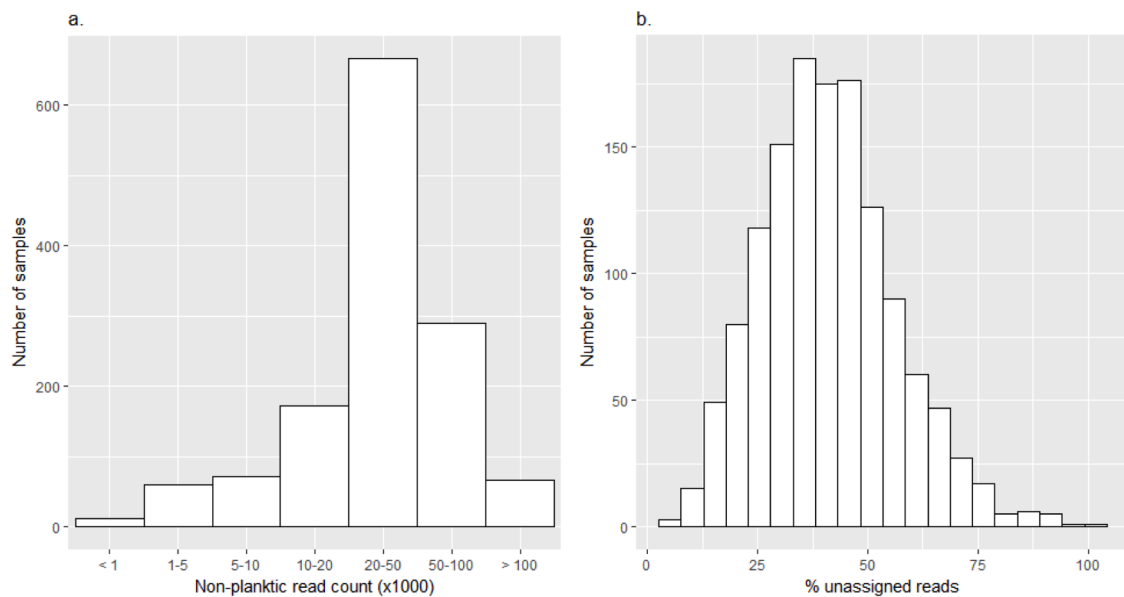 a.
Number of samples
600
400
200
0
< 1 1-5 5-10 10-20 20-50 50-100 > 100
Non-planktic read count (x1000)
b.
Number of samples
150
100
50
0
0 25 50 75 100
% unassigned reads